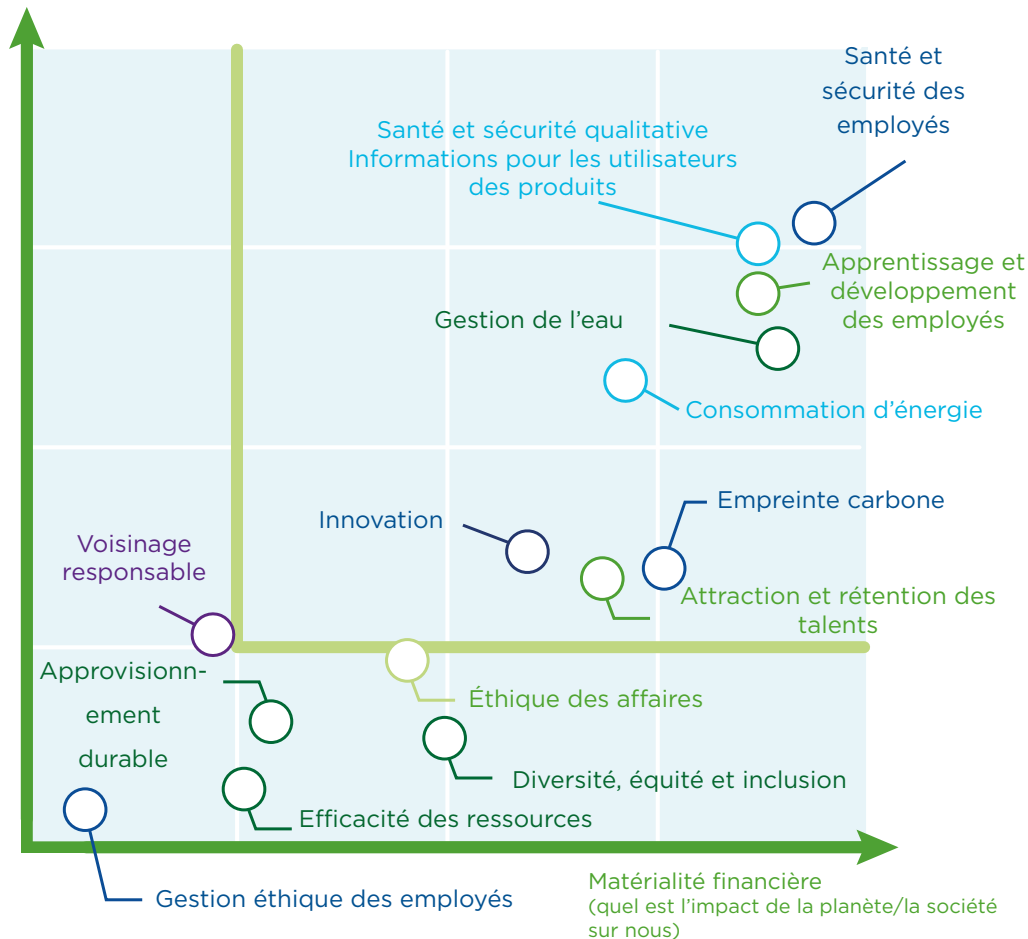 Santé et
sécurité des
employés
Santé et sécurité qualitative
Informations pour les utilisateurs
des produits
Apprentissage et
développement
des employés
Gestion de l’eau
Consommation d’énergie
Empreinte carbone
Innovation
Voisinage
responsable
Attraction et rétention des
talents
Approvisionn-
ement
durable
Éthique des affaires
Diversité, équité et inclusion
Efficacité des ressources
Gestion éthique des employés
Matérialité financière
(quel est l’impact de la planète/la société
sur nous)